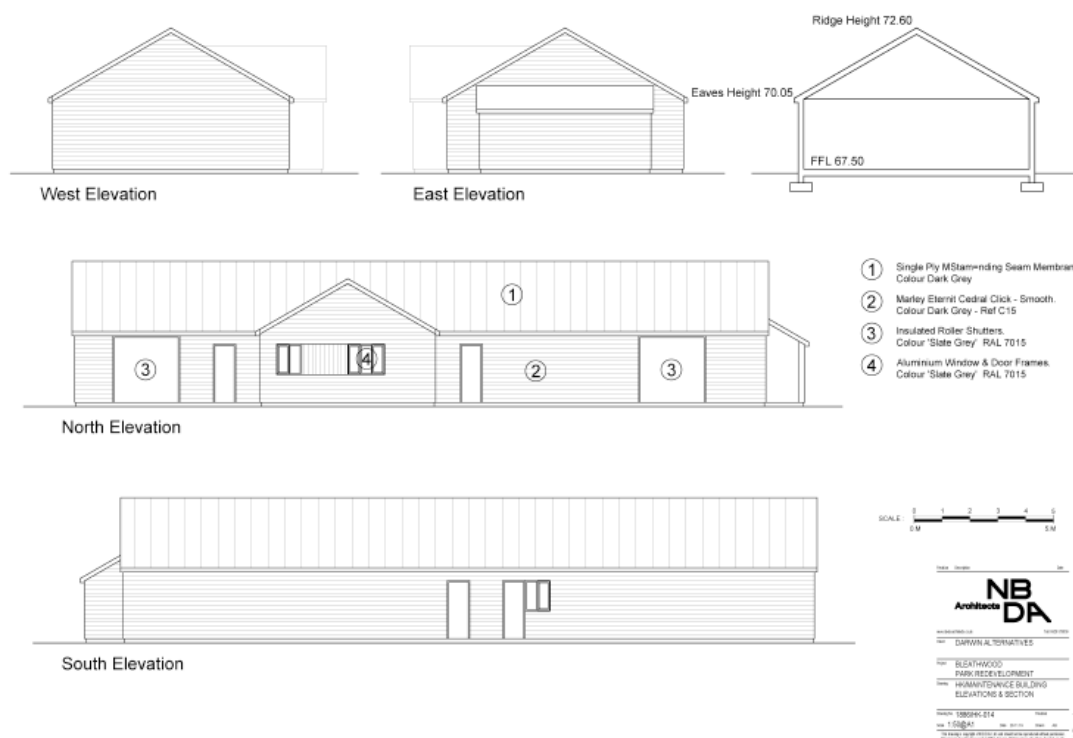 Ridge Height 72.60
Eaves Height 70.05
FFL 67.50
West Elevation
East Elevation
1
3
4
2
3
North Elevation
1 Single Ply MStam=nding Seam Membran
Colour Dark Grey
2 Marley Eternit Cedral Click - Smooth.
Colour Dark Grey - Ref C15
3 Insulated Roller Shutters.
Colour 'Slate Grey' RAL 7015
4 Aluminium Window & Door Frames.
Colour 'Slate Grey' RAL 7015
South Elevation
SCALE :
0 1 2 3 4 5
0 M 5 M
NB
Architects DA
DARWIN ALTERNATIVES
BLEATHWOOD
PARK REDEVELOPMENT
HK/MAINTENANCE BUILDING
ELEVATIONS & SECTION
1:50@A1